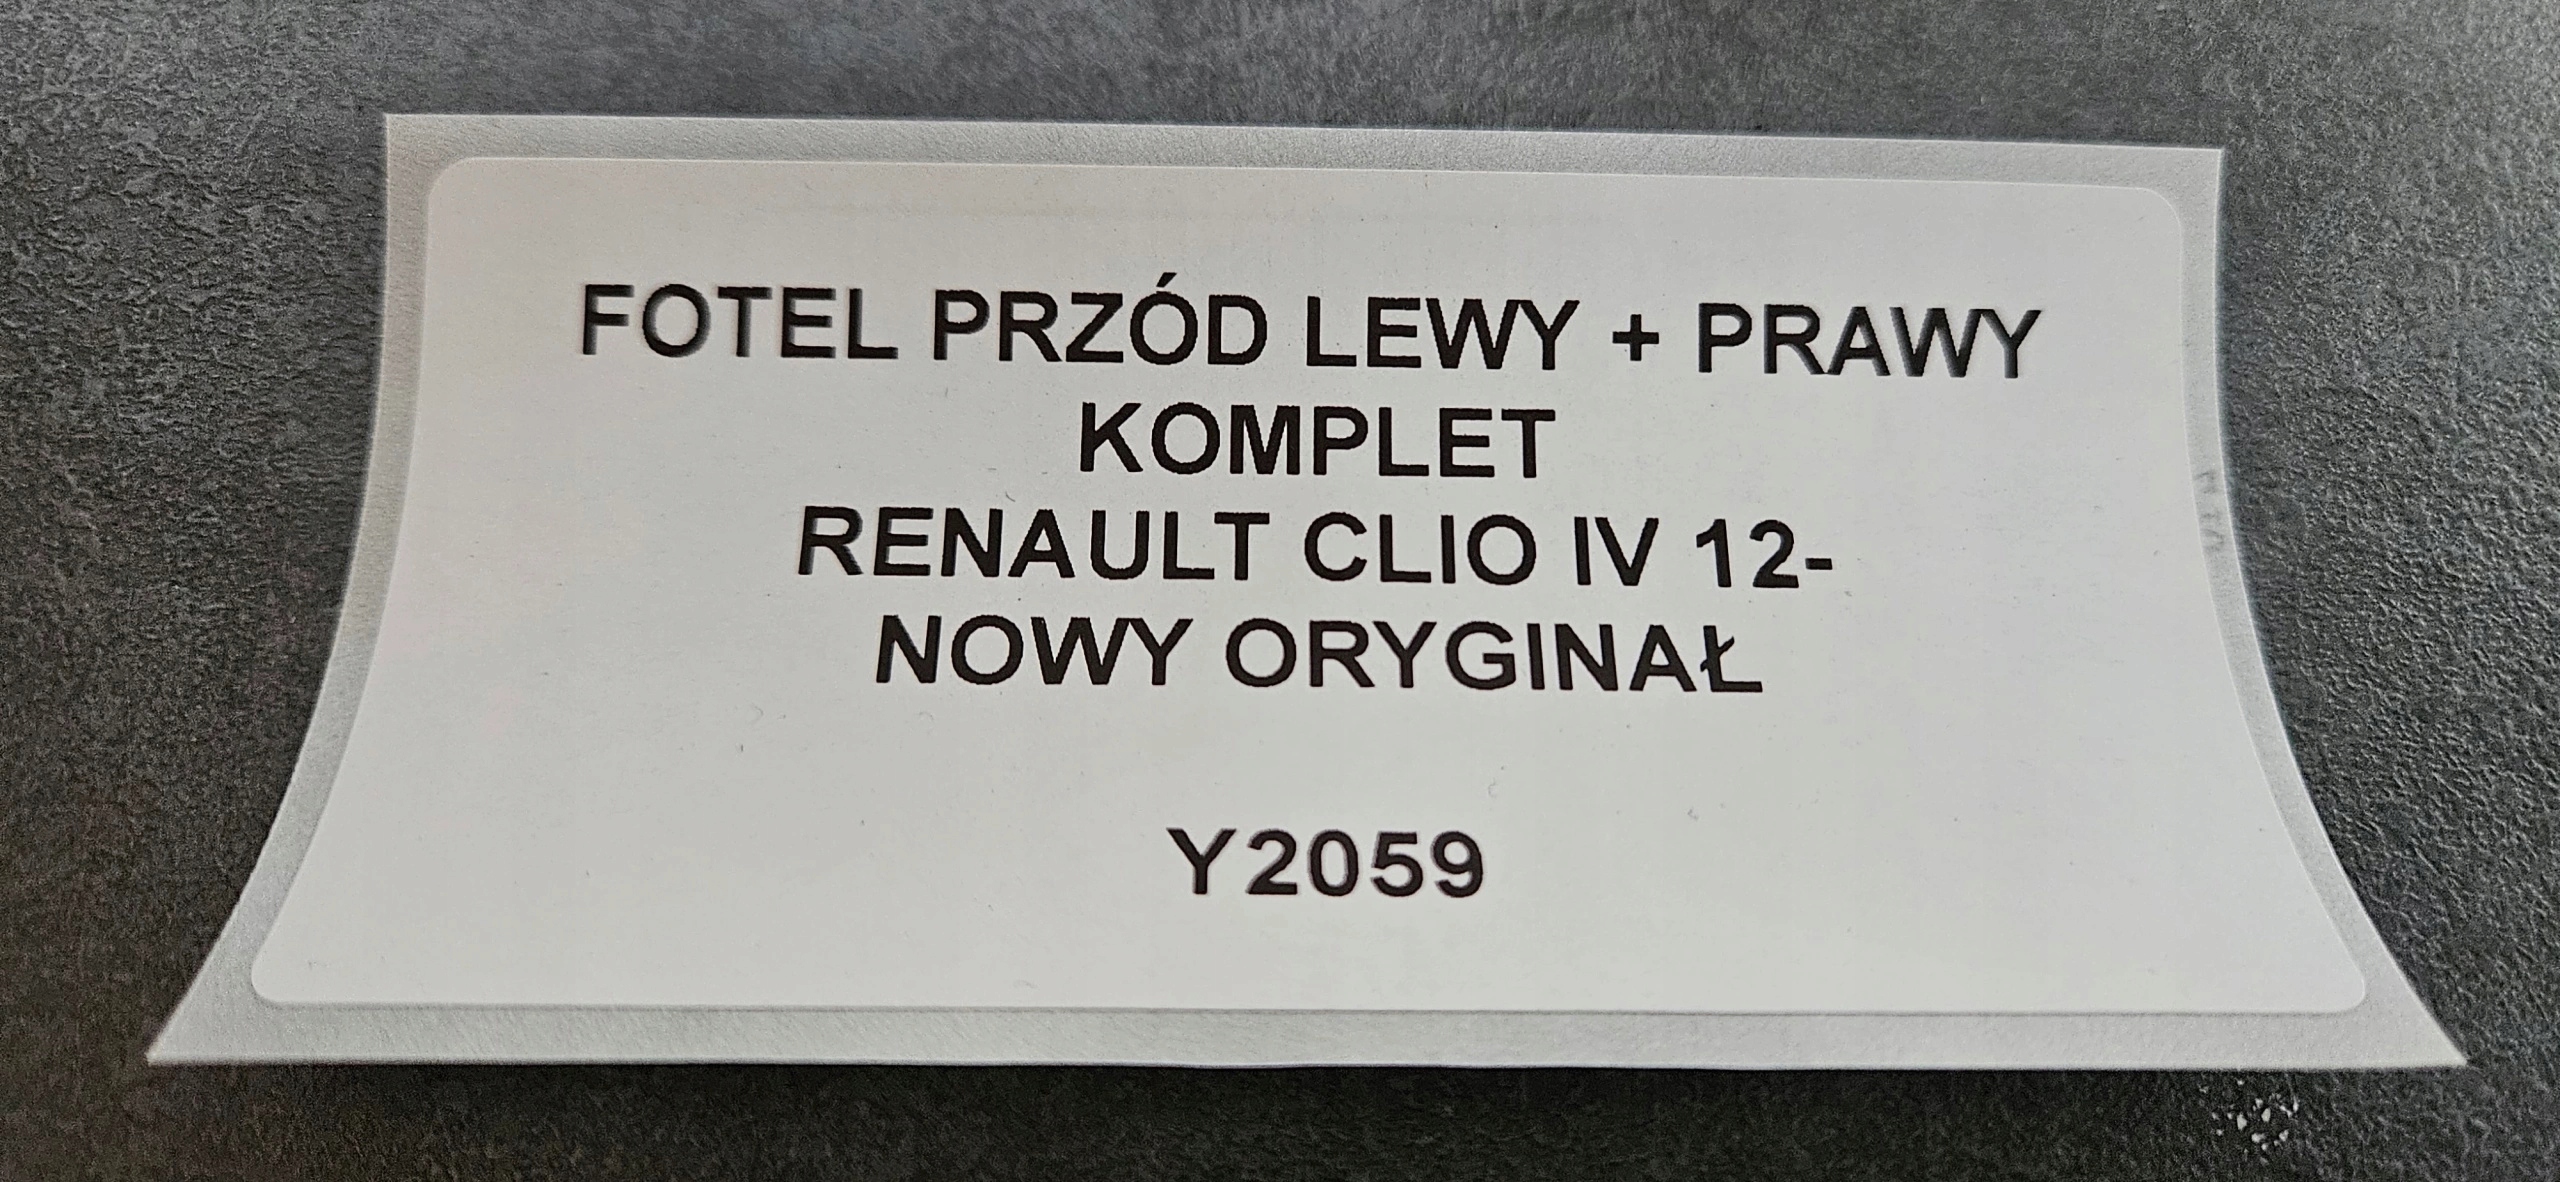 FOTEL PRZÓD LEWY + PRAWY
KOMPLET
RENAULT CLIO IV 12-
NOWY ORYGINAŁ
Y2059